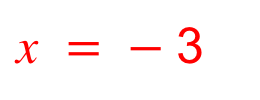 x = − 3